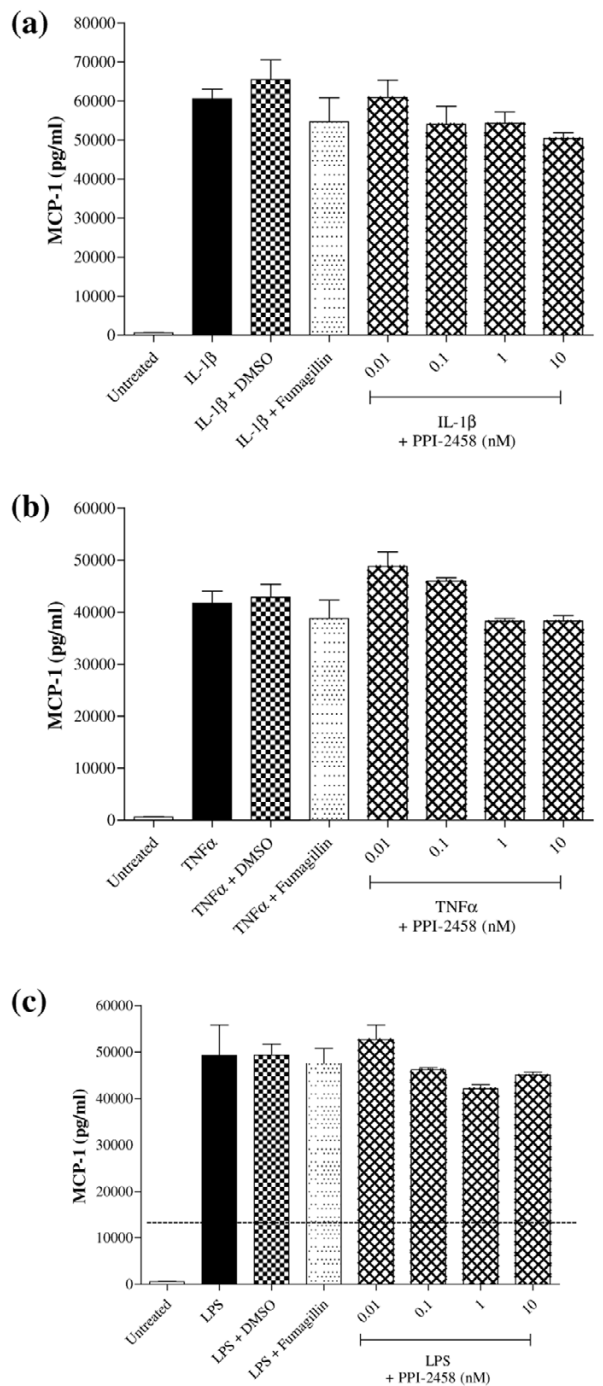 (a)
80000
70000
60000
50000
40000
30000
20000
10000
0
MCP-1 (pg/ml)
Untreated
IL-1β
IL-1β + DMSO
IL-1β + Fumagillin
0.01
0.1
1
10
IL-1β
+ PPI-2458 (nM)
(b)
60000
50000
40000
30000
20000
10000
0
MCP-1 (pg/ml)
Untreated
TNFα
TNFα + DMSO
TNFα + Fumagillin
0.01
0.1
1
10
TNFα
+ PPI-2458 (nM)
(c)
60000
50000
40000
30000
20000
10000
0
MCP-1 (pg/ml)
Untreated
LPS
LPS + DMSO
LPS + Fumagillin
0.01
0.1
1
10
LPS
+ PPI-2458 (nM)